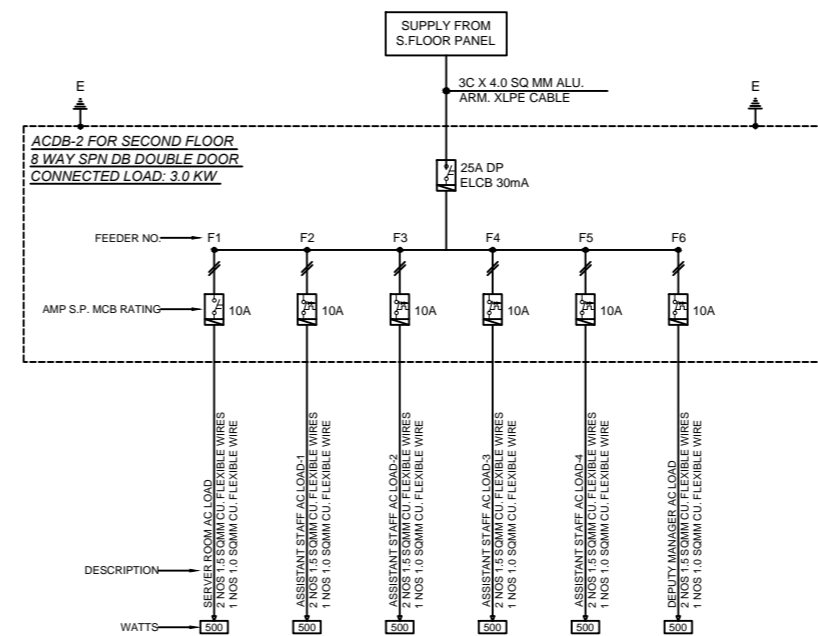 SUPPLY FROM
S.FLOOR PANEL
3C X 4.0 SQ MM ALU.
ARM. XLPE CABLE
E
E
ACDB-2 FOR SECOND FLOOR
8 WAY SPN DB DOUBLE DOOR
CONNECTED LOAD: 3.0 KW
25A DP
ELCB 30mA
FEEDER NO.
F1
F2
F3
F4
F5
F6
AMP S.P. MCB RATING
10A
10A
10A
10A
10A
10A
SERVER ROOM AC LOAD
2 NOS 1.5 SQMM CU. FLEXIBLE WIRES
1 NOS 1.0 SQMM CU. FLEXIBLE WIRE
ASSISTANT STAFF AC LOAD-1
2 NOS 1.5 SQMM CU. FLEXIBLE WIRES
1 NOS 1.0 SQMM CU. FLEXIBLE WIRE
ASSISTANT STAFF AC LOAD-2
2 NOS 1.5 SQMM CU. FLEXIBLE WIRES
1 NOS 1.0 SQMM CU. FLEXIBLE WIRE
ASSISTANT STAFF AC LOAD-3
2 NOS 1.5 SQMM CU. FLEXIBLE WIRES
1 NOS 1.0 SQMM CU. FLEXIBLE WIRE
ASSISTANT STAFF AC LOAD-4
2 NOS 1.5 SQMM CU. FLEXIBLE WIRES
1 NOS 1.0 SQMM CU. FLEXIBLE WIRE
DEPUTY MANAGER AC LOAD
2 NOS 1.5 SQMM CU. FLEXIBLE WIRES
1 NOS 1.0 SQMM CU. FLEXIBLE WIRE
DESCRIPTION
WATTS
500
500
500
500
500
500